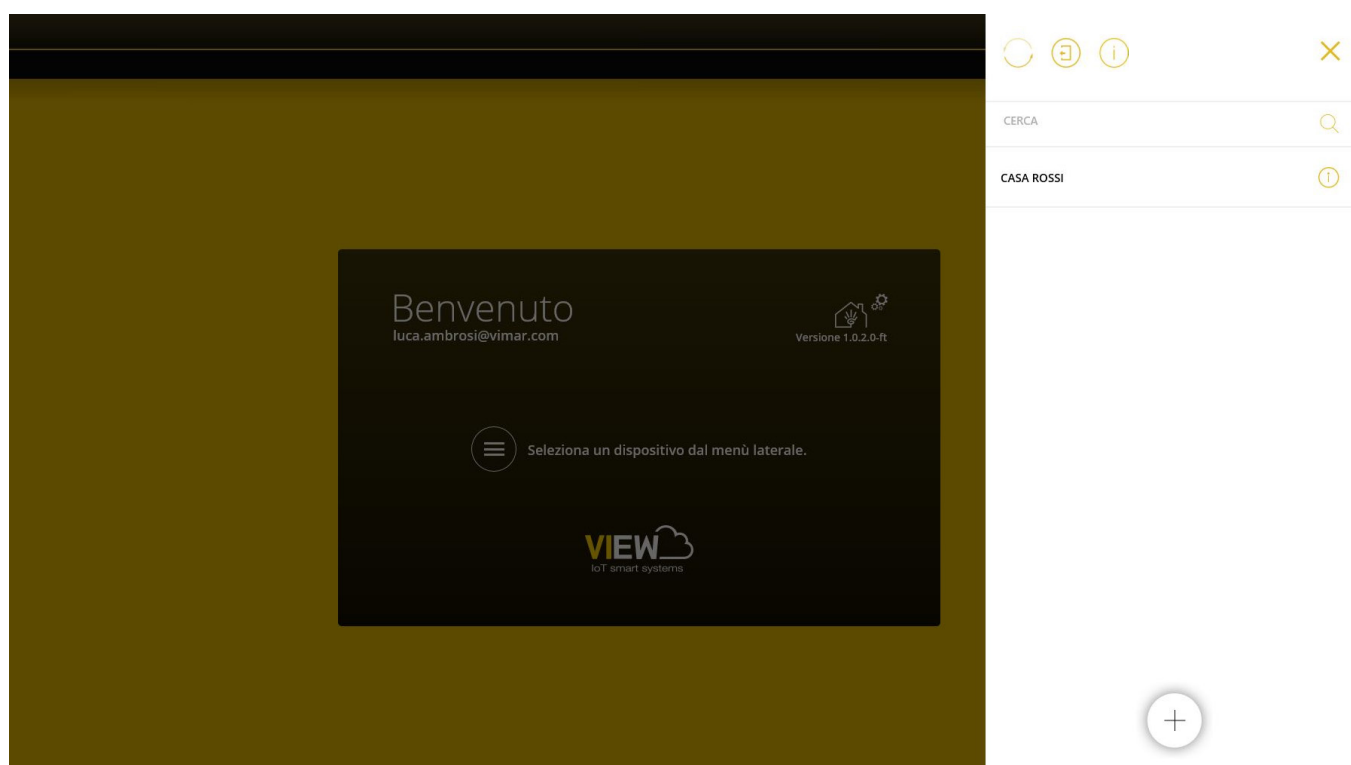 CERCA
CASA ROSSI
Benvenuto
luca.ambrosi@vimar.com
Versione 1.0.2.0-ft
Seleziona un dispositivo dal menù laterale.
VIEW
IoT smart systems